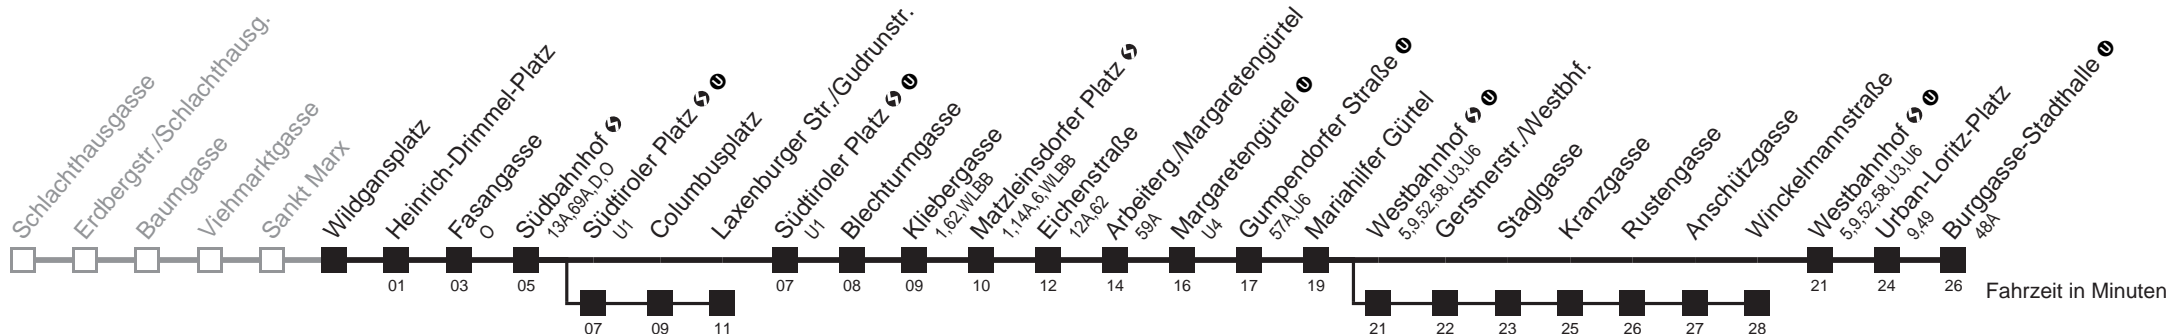 Schlachthausgasse
Erdbergstr./Schlachthausg.
Baumgasse
Viehmarktgasse
Sankt Marx
Wildgansplatz
Heinrich-Drimmel-Platz
01
Fasangasse
O
03
Südbahnhof
13A,69A,D,O
05
Südtiroler Platz U
U1
07
Columbusplatz
09
Laxenburger Str./Gudrunstr.
11
Südtiroler Platz U
U1
07
Blechturmgasse
08
Kliebergasse
1,62,WLBB
09
Matzleinsdorfer Platz
1,14A,6,WLBB
10
Eichenstraße
12A,62
12
Arbeiterg./Margaretengürtel
59A
14
Margaretengürtel U
U4
16
Gumpendorfer Straße U
57A,U6
17
Mariahilfer Gürtel
19
Westbahnhof U
5,9,52,58,U3,U6
21
Gerstnerstr./Westbhf.
22
Staglgasse
23
Kranzgasse
25
Rustengasse
26
Anschützgasse
27
Winckelmannstraße
28
Westbahnhof U
5,9,52,58,U3,U6
21
Urban-Loritz-Platz
9,49
24
Burggasse-Stadthalle U
48A
26
Fahrzeit in Minuten